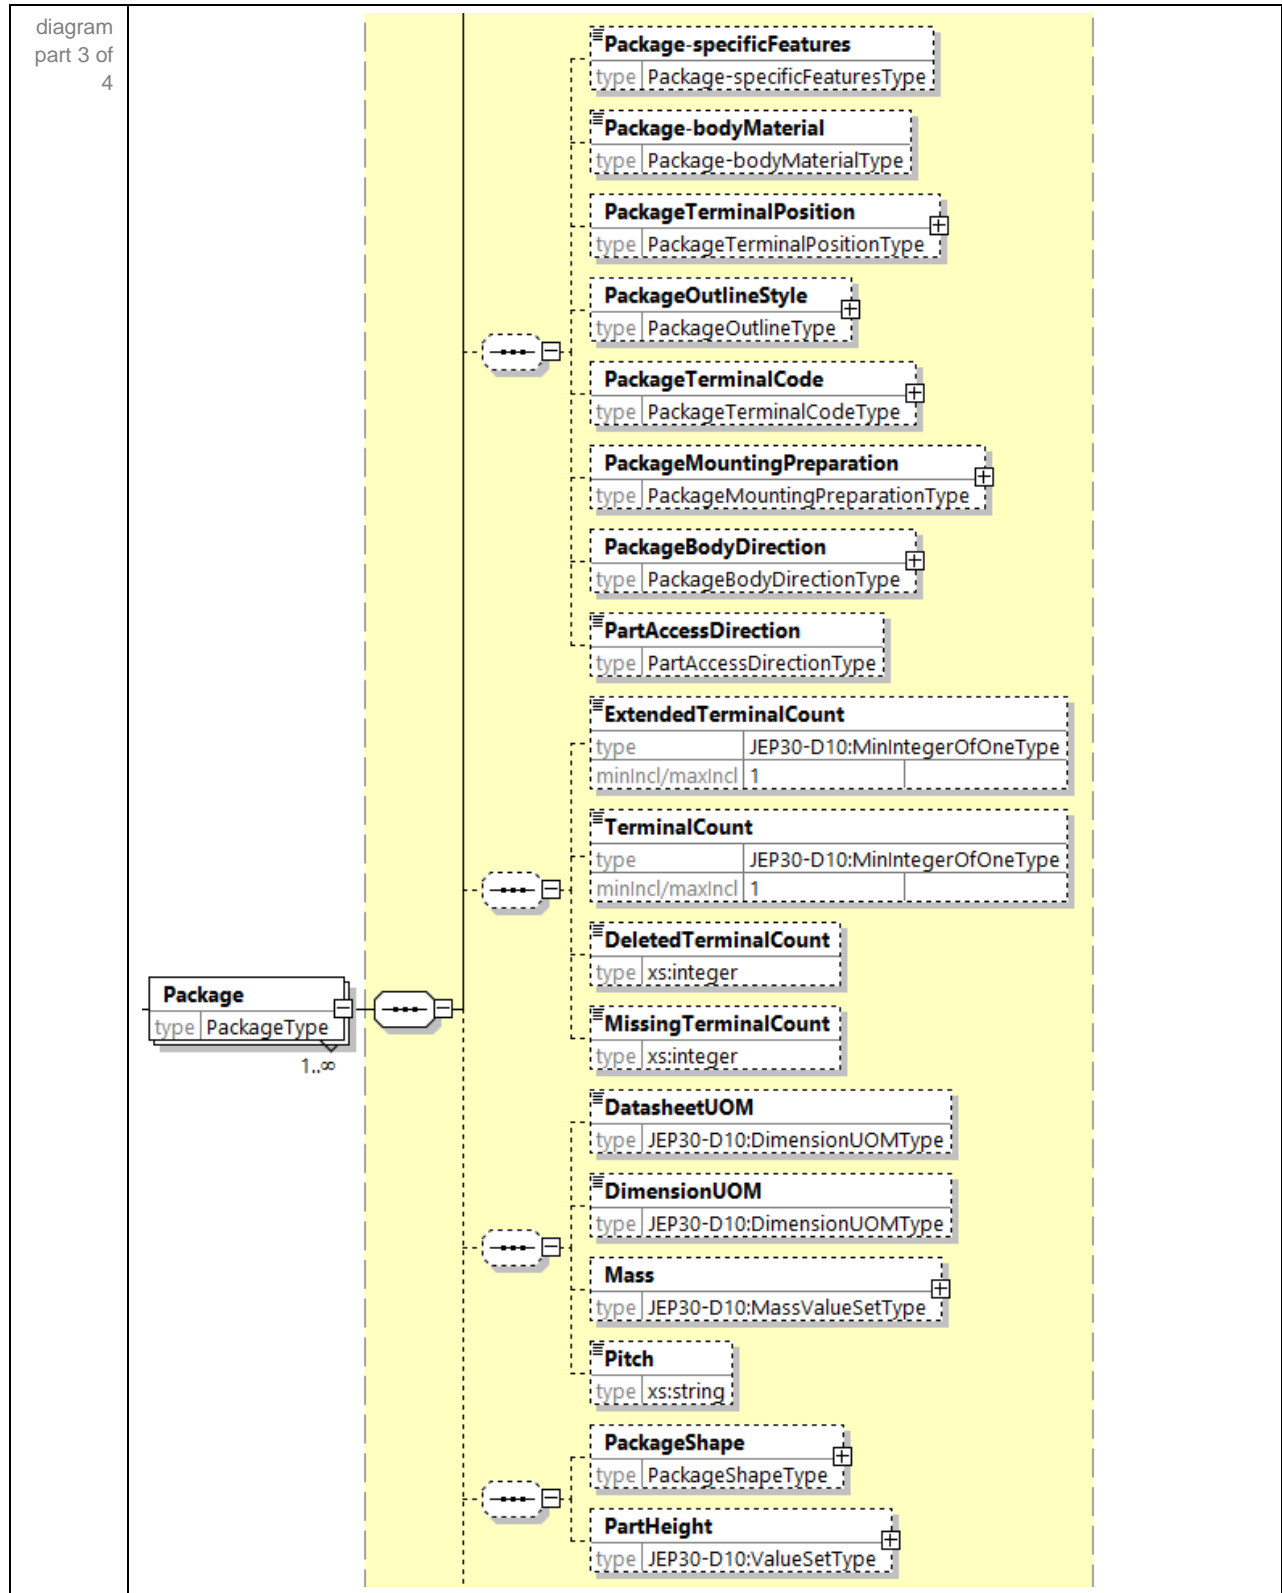 diagram
part 3 of
4
Package-specificFeatures
type Package-specificFeaturesType
Package-bodyMaterial
type Package-bodyMaterialType
PackageTerminalPosition
type PackageTerminalPositionType
PackageOutlineStyle
type PackageOutlineType
PackageTerminalCode
type PackageTerminalCodeType
PackageMountingPreparation
type PackageMountingPreparationType
PackageBodyDirection
type PackageBodyDirectionType
PartAccessDirection
type PartAccessDirectionType
ExtendedTerminalCount
type JEP30-D10:MinIntegerOfOneType
minIncl/maxIncl 1
TerminalCount
type JEP30-D10:MinIntegerOfOneType
minIncl/maxIncl 1
DeletedTerminalCount
type xs:integer
Package
type PackageType
1..∞
MissingTerminalCount
type xs:integer
DatasheetUOM
type JEP30-D10:DimensionUOMType
DimensionUOM
type JEP30-D10:DimensionUOMType
Mass
type JEP30-D10:MassValueSetType
Pitch
type xs:string
PackageShape
type PackageShapeType
PartHeight
type JEP30-D10:ValueSetType